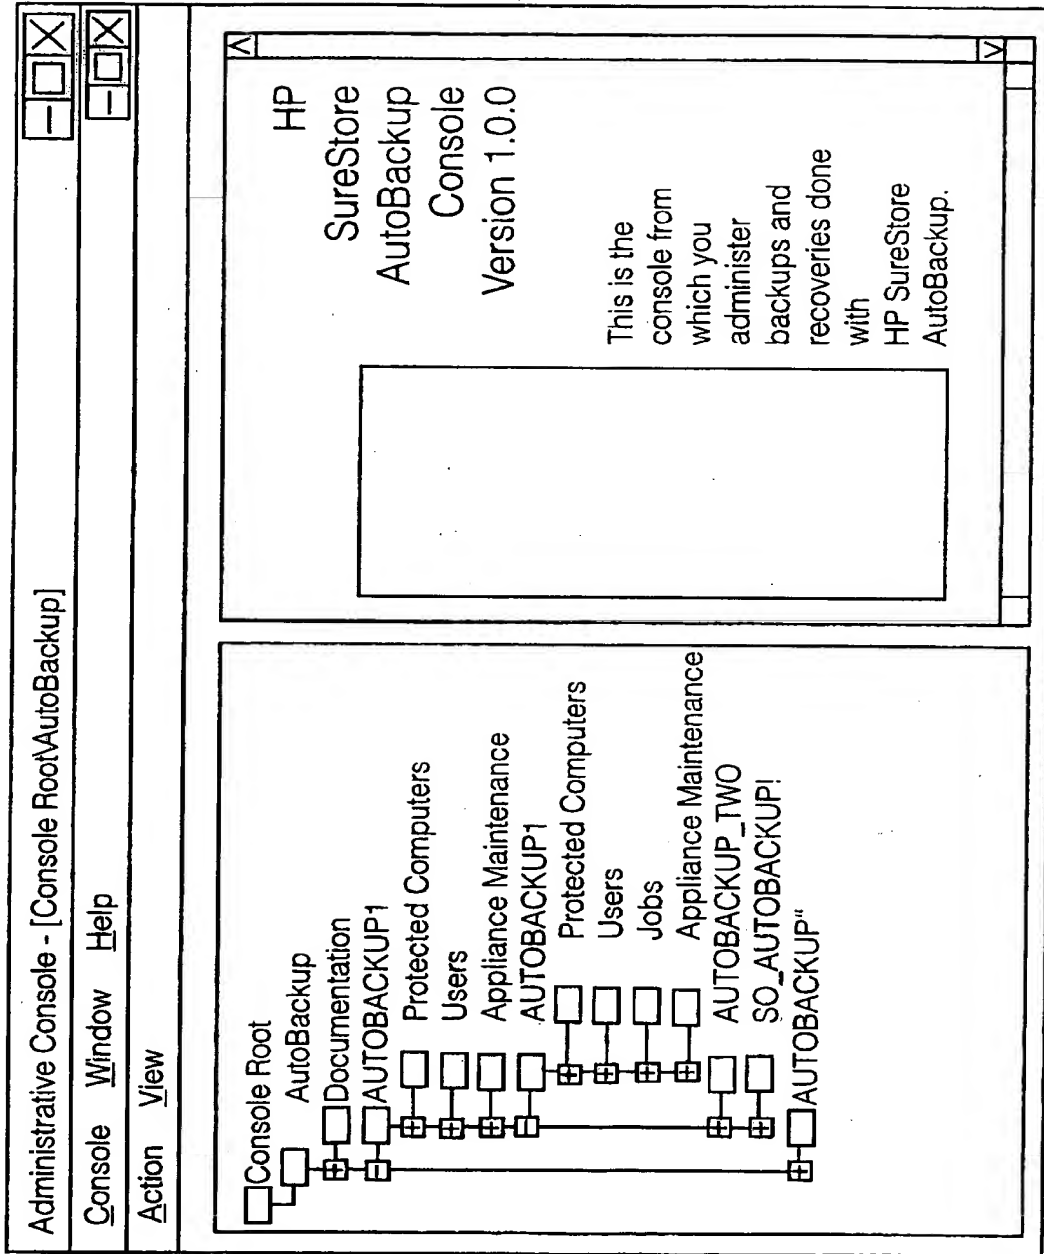 Administrative Console - [Console Root\AutoBackup]
Console Window Help
Action View
Console Root
AutoBackup
Documentation
AUTOBACKUP1
Protected Computers
Users
Appliance Maintenance
AUTOBACKUP1
Protected Computers
Users
Jobs
Appliance Maintenance
AUTOBACKUP_TWO
SO_AUTOBACKUP!
AUTOBACKUP“
HP
SureStore
AutoBackup
Console
Version 1.0.0
This is the
console from
which you
administer
backups and
recoveries done
with
HP SureStore
AutoBackup.